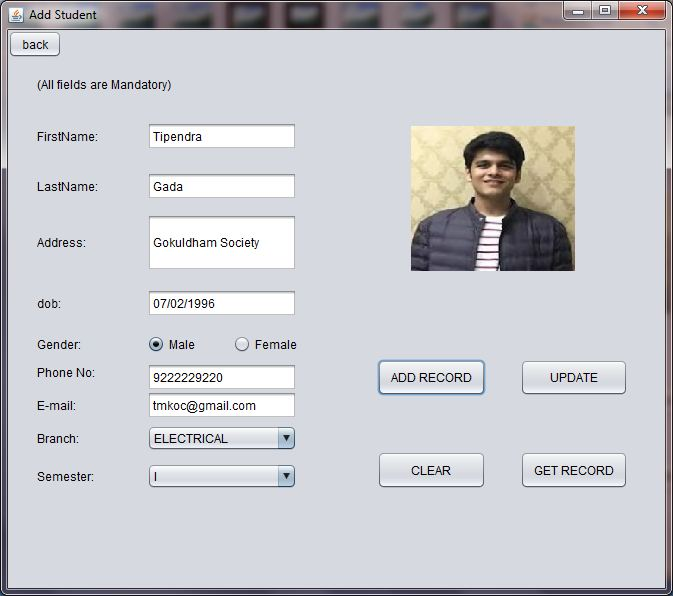 Add Student
back
(All fields are Mandatory)
FirstName: Tipendra
LastName: Gada
Address: Gokuldham Society
dob: 07/02/1996
Gender: Male Female
Phone No: 9222229220
E-mail: tmkoc@gmail.com
Branch: ELECTRICAL
Semester: I
ADD RECORD UPDATE
CLEAR GET RECORD